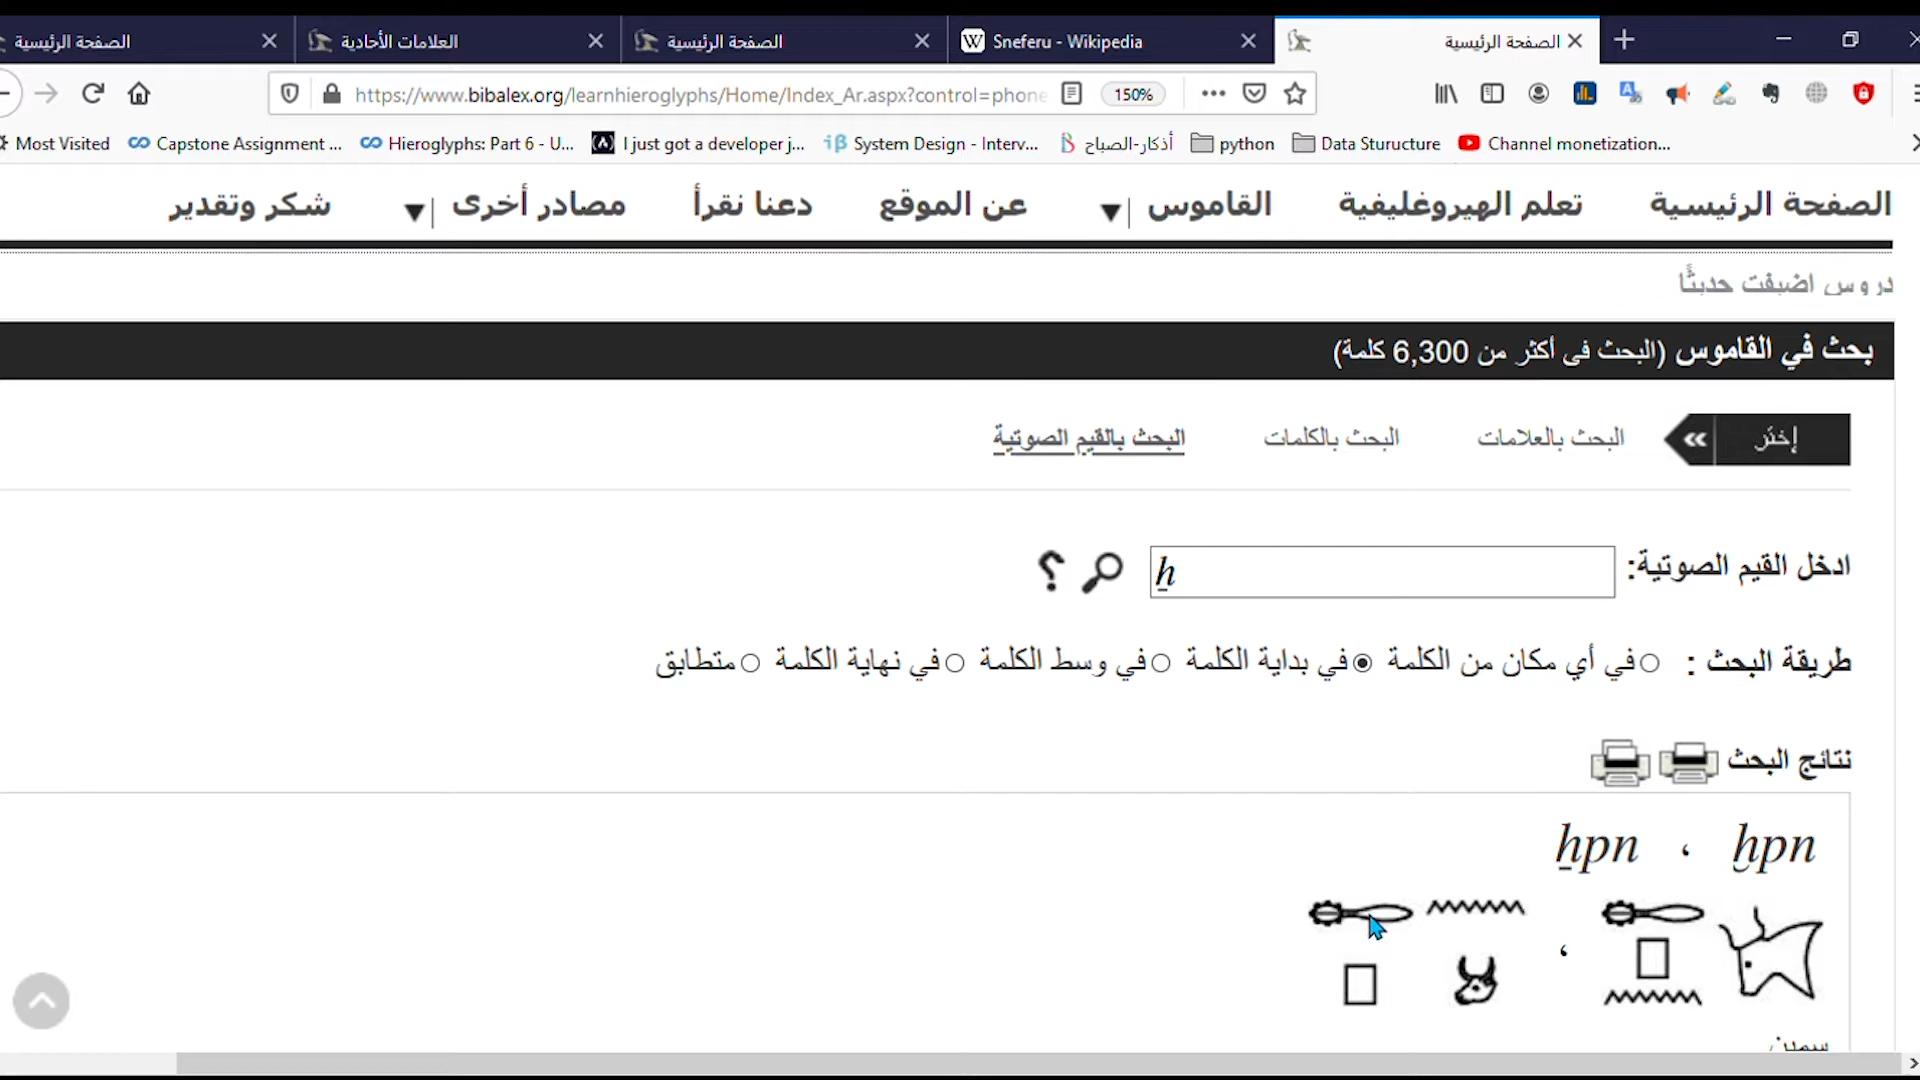 الصفحة الرئيسية
العلامات الأحادية
الصفحة الرئيسية
Sneferu - Wikipedia
الصفحة الرئيسية
https://www.bibalex.org/learnhieroglyphs/Home/Index_Ar.aspx?control=phone
150%
Most Visited
Capstone Assignment ...
Hieroglyphs: Part 6 - U...
I just got a developer j...
System Design - Interv...
أذكار-الصباح
python
Data Sturucture
Channel monetization...
الصفحة الرئيسية تعلم الهيروغليفية القاموس عن الموقع دعنا نقرأ مصادر أخرى شكر وتقدير
دروس اضيفت حديثًا
بحث في القاموس (البحث فى أكثر من 6,300 كلمة)
إختر البحث بالعلامات البحث بالكلمات البحث بالقيم الصوتية
ادخل القيم الصوتية: ẖ ؟
طريقة البحث : في أي مكان من الكلمة في بداية الكلمة في وسط الكلمة في نهاية الكلمة متطابق
نتائج البحث
ḫpn ، ẖpn
،
سمين